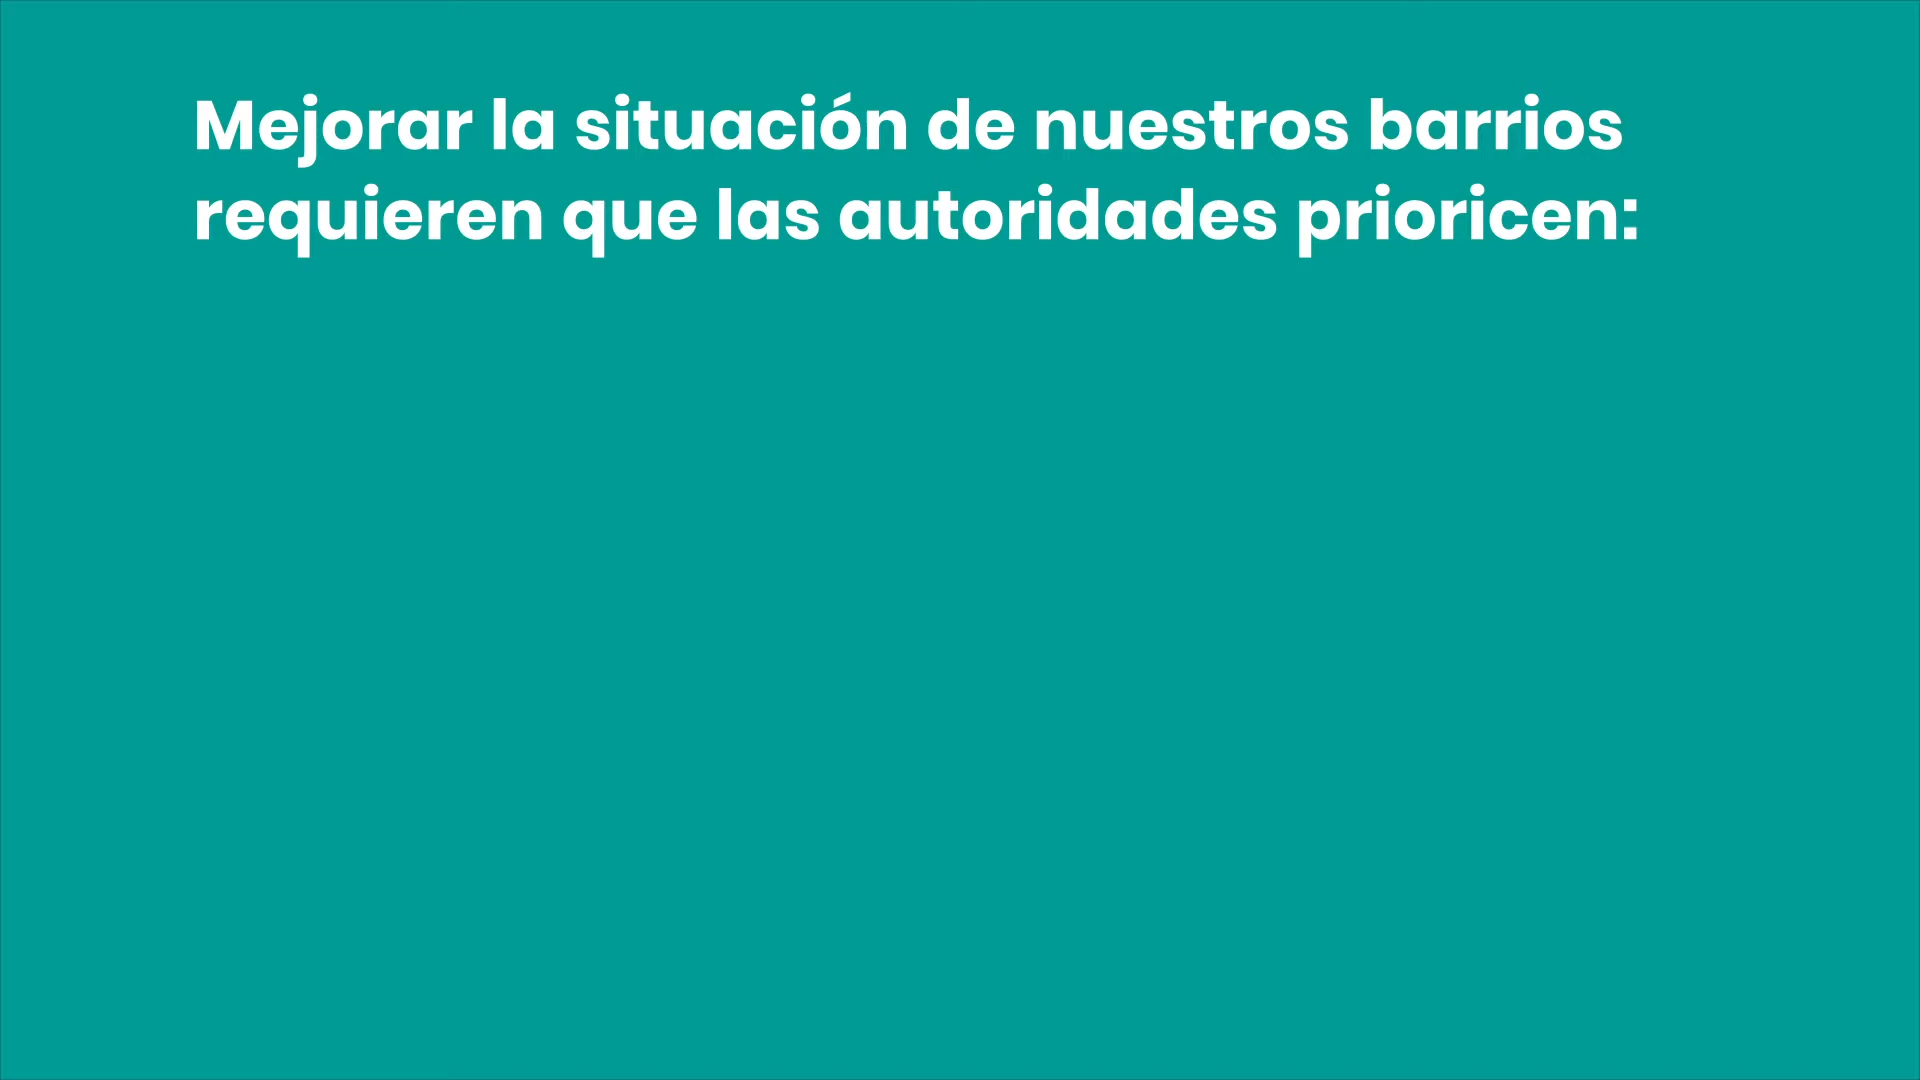 Mejorar la situación de nuestros barrios
requieren que las autoridades prioricen: